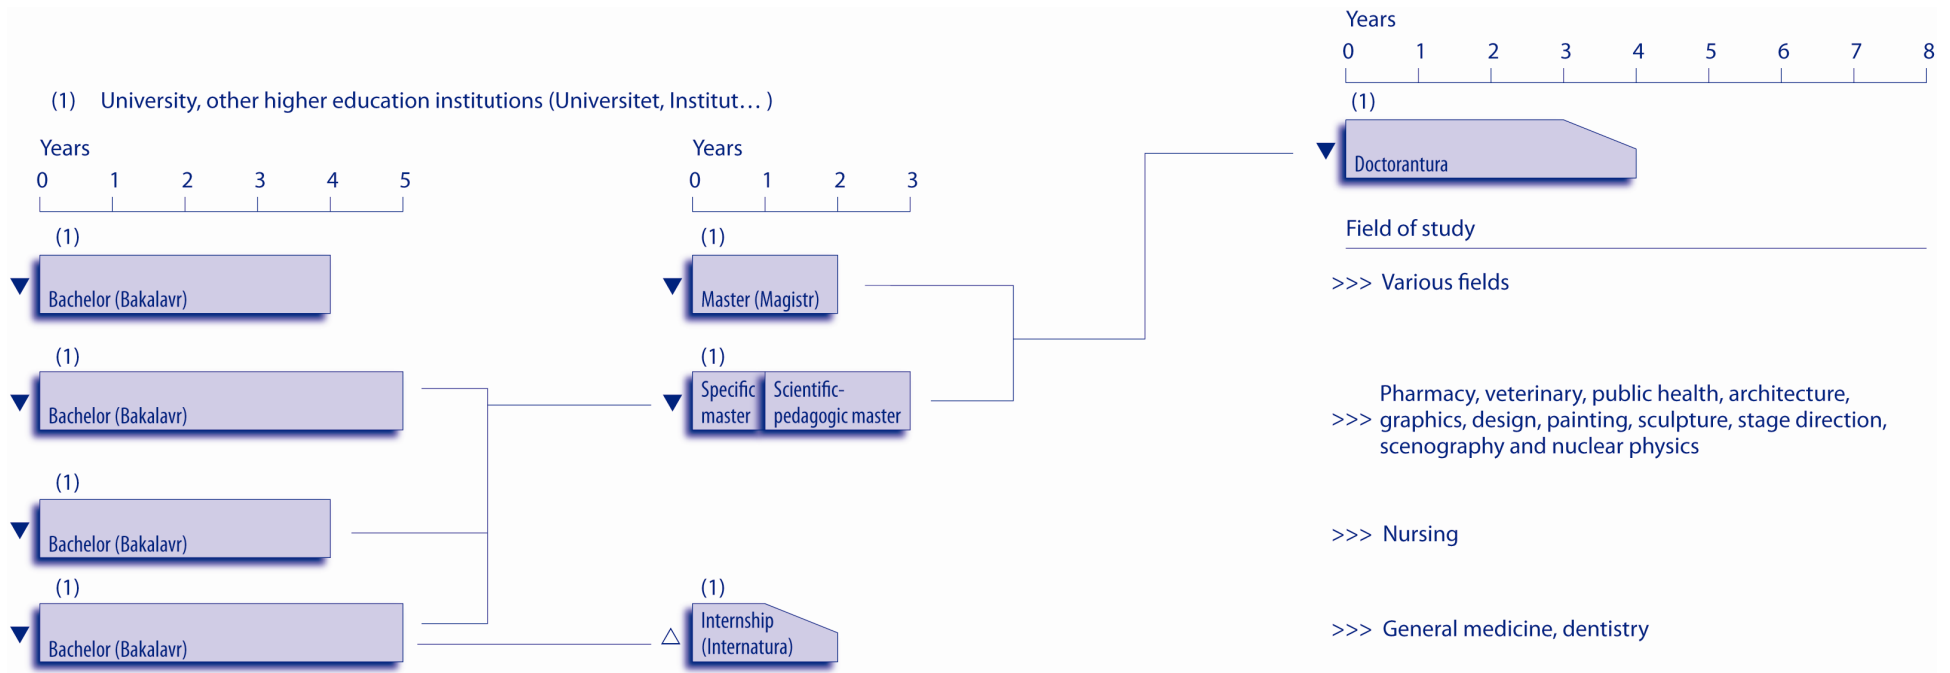 Years
0 1 2 3 4 5 6 7 8
(1) University, other higher education institutions (Universitet, Institut… )
(1)
Doctorantura
Years
0 1 2 3 4 5
Years
0 1 2 3
Field of study
(1)
Bachelor (Bakalavr)
(1)
Master (Magistr)
>>> Various fields
(1)
Bachelor (Bakalavr)
(1)
Specific
master
Scientific-
pedagogic master
Pharmacy, veterinary, public health, architecture,
>>> graphics, design, painting, sculpture, stage direction,
scenography and nuclear physics
(1)
Bachelor (Bakalavr)
>>> Nursing
(1)
Bachelor (Bakalavr)
(1)
Internship
(Internatura)
>>> General medicine, dentistry